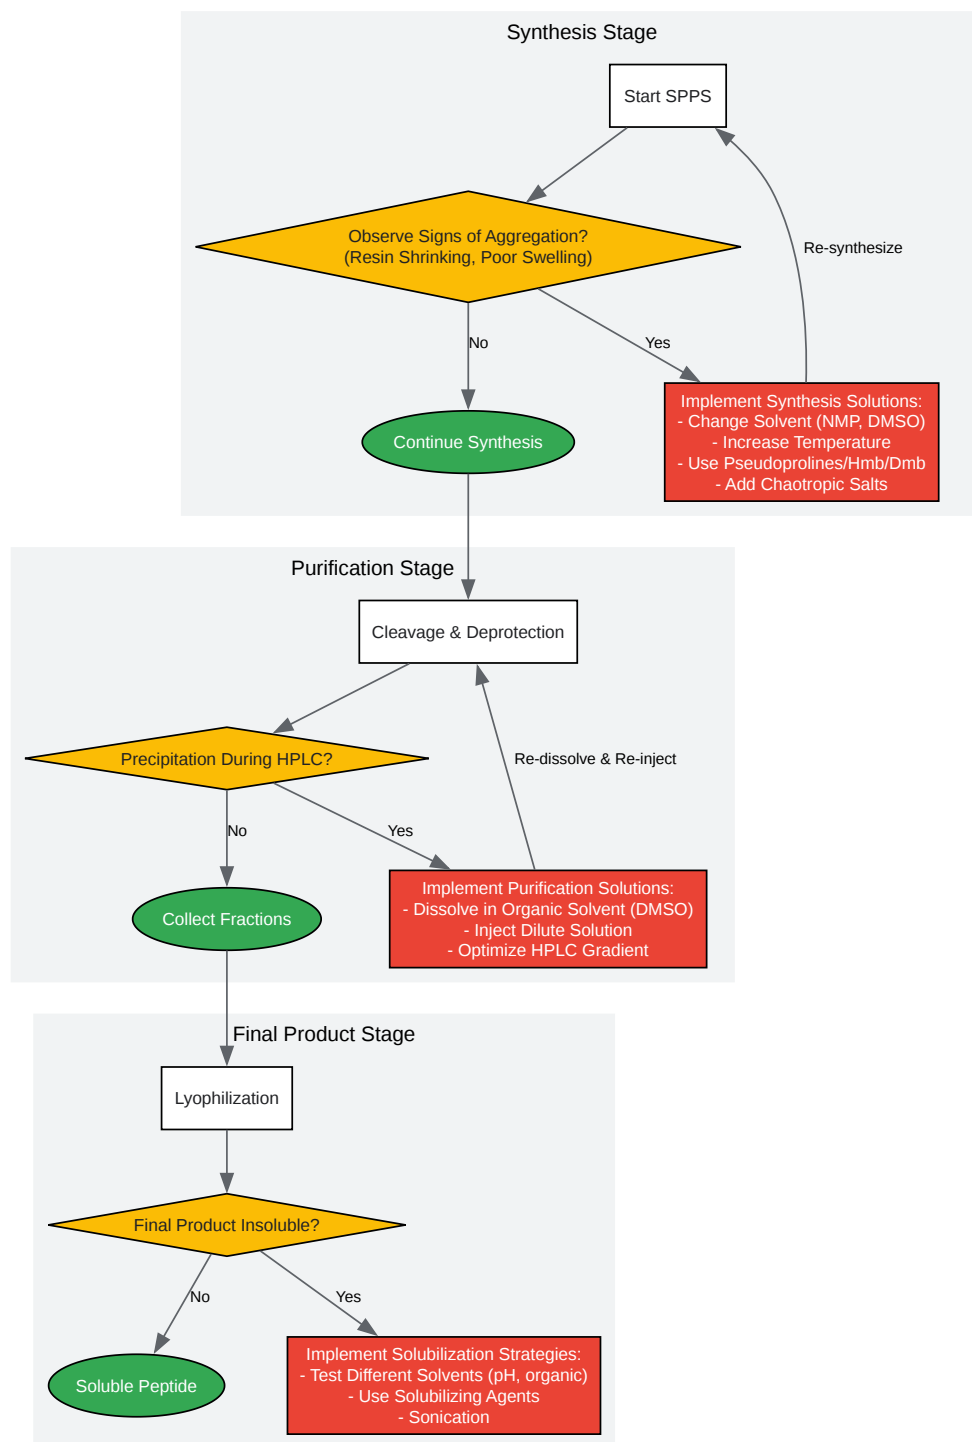 Synthesis Stage
Start SPPS
Observe Signs of Aggregation?
(Resin Shrinking, Poor Swelling)
Re-synthesize
No
Yes
Continue Synthesis
Implement Synthesis Solutions:
- Change Solvent (NMP, DMSO)
- Increase Temperature
- Use Pseudoprolines/Hmb/Dmb
- Add Chaotropic Salts
Purification Stage
Cleavage & Deprotection
Precipitation During HPLC?
Re-dissolve & Re-inject
No
Yes
Collect Fractions
Implement Purification Solutions:
- Dissolve in Organic Solvent (DMSO)
- Inject Dilute Solution
- Optimize HPLC Gradient
Final Product Stage
Lyophilization
Final Product Insoluble?
No
Yes
Soluble Peptide
Implement Solubilization Strategies:
- Test Different Solvents (pH, organic)
- Use Solubilizing Agents
- Sonication